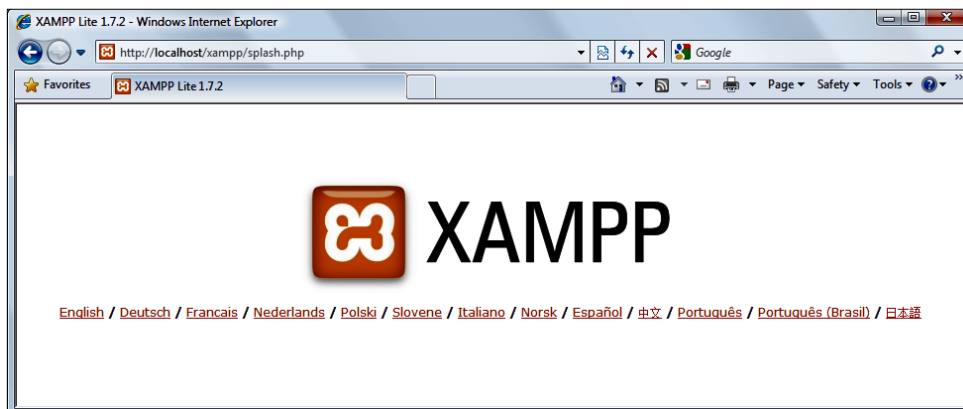 XAMPP Lite 1.7.2 - Windows Internet Explorer
http://localhost/xampp/splash.php Google
Favorites XAMPP Lite 1.7.2 Page Safety Tools
XAMPP
English / Deutsch / Francais / Nederlands / Polski / Slovene / Italiano / Norsk / Español / 中文 / Português / Português (Brasil) / 日本語